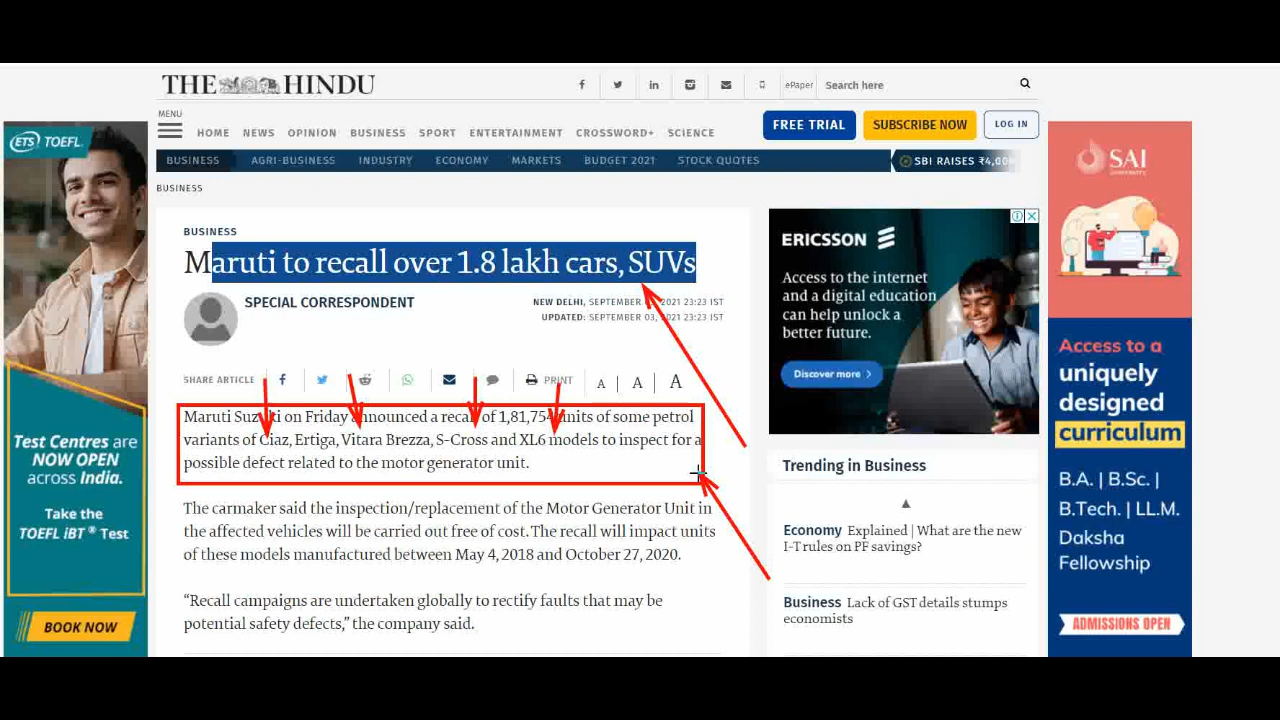 THE HINDU
ePaper
Search here
MENU
HOME
NEWS
OPINION
BUSINESS
SPORT
ENTERTAINMENT
CROSSWORD+
SCIENCE
FREE TRIAL
SUBSCRIBE NOW
LOG IN
BUSINESS
AGRI-BUSINESS
INDUSTRY
ECONOMY
MARKETS
BUDGET 2021
STOCK QUOTES
SBI RAISES ₹4,00
BUSINESS
BUSINESS
Maruti to recall over 1.8 lakh cars, SUVs
SPECIAL CORRESPONDENT
NEW DELHI, SEPTEMBER 2021 23:23 IST
UPDATED: SEPTEMBER 03, 2021 23:23 IST
SHARE ARTICLE
PRINT
A | A | A
Maruti Suzuki on Friday announced a recall of 1,81,754 units of some petrol
variants of Ciaz, Ertiga, Vitara Brezza, S-Cross and XL6 models to inspect for a
possible defect related to the motor generator unit.
The carmaker said the inspection/replacement of the Motor Generator Unit in
the affected vehicles will be carried out free of cost. The recall will impact units
of these models manufactured between May 4, 2018 and October 27, 2020.
“Recall campaigns are undertaken globally to rectify faults that may be
potential safety defects,” the company said.
ETS TOEFL
Test Centres are
NOW OPEN
across India.
Take the
TOEFL iBT® Test
BOOK NOW
ERICSSON
Access to the internet
and a digital education
can help unlock a
better future.
Discover more >
Trending in Business
Economy Explained | What are the new
I-T rules on PF savings?
Business Lack of GST details stumps
economists
SAI
UNIVERSITY
Access to a
uniquely
designed
curriculum
B.A. | B.Sc. |
B.Tech. | LL.M.
Daksha
Fellowship
ADMISSIONS OPEN